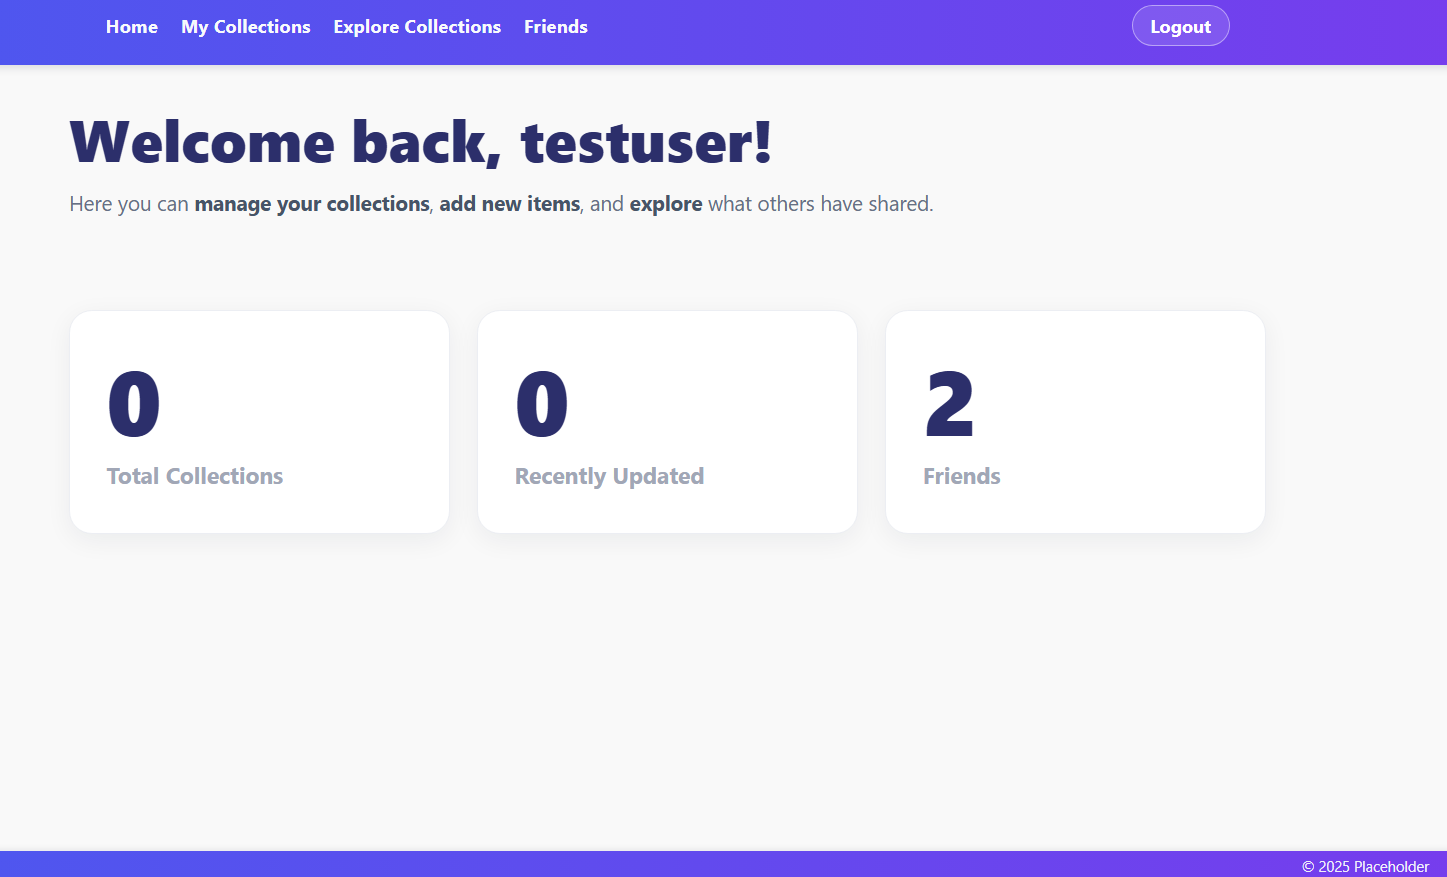 Home My Collections Explore Collections Friends Logout
Welcome back, testuser!
Here you can manage your collections, add new items, and explore what others have shared.
0 0 2
Total Collections Recently Updated Friends
© 2025 Placeholder